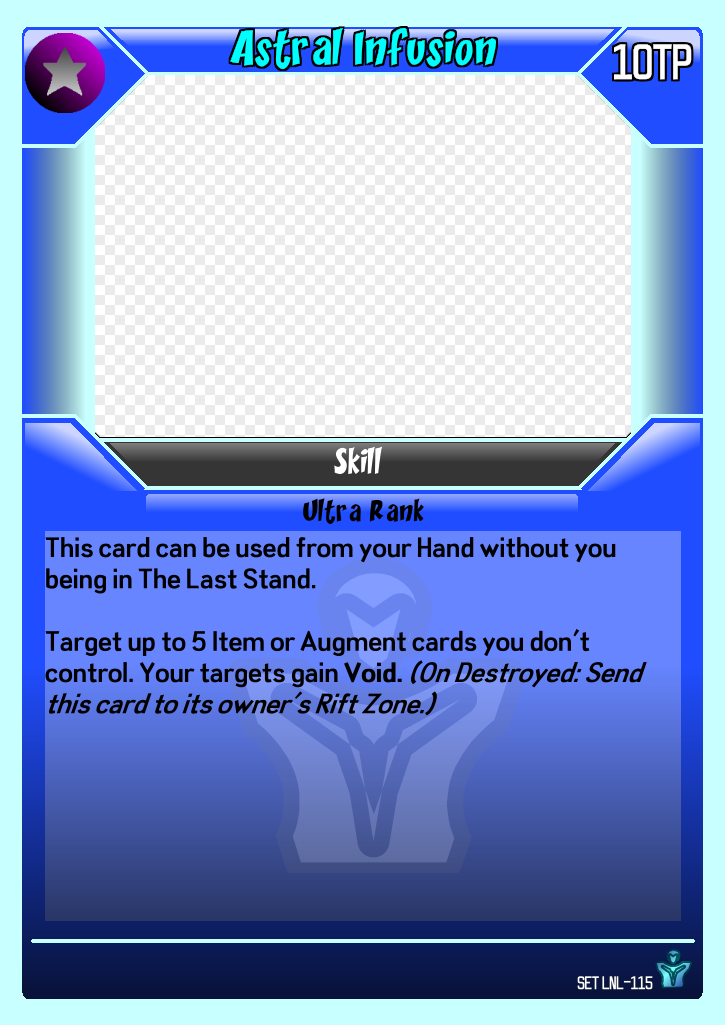 Astral Infusion
10TP
Skill
Ultra Rank
This card can be used from your Hand without you
being in The Last Stand.
Target up to 5 Item or Augment cards you don't
control. Your targets gain Void. (On Destroyed: Send
this card to its owner's Rift Zone.)
SET LNL-115